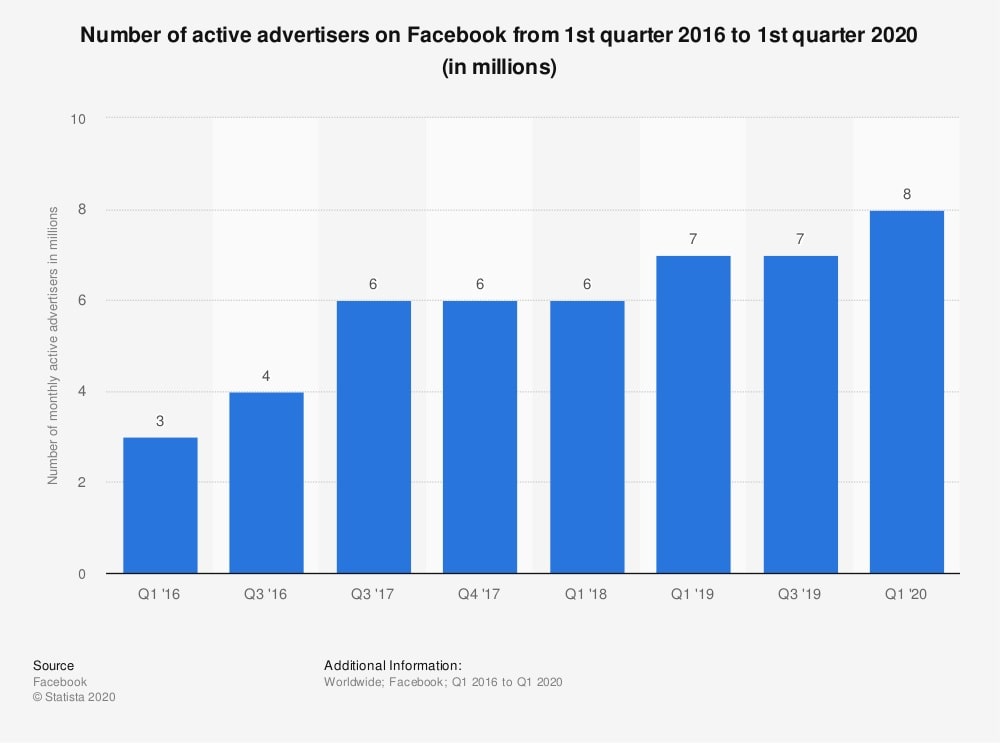 Number of active advertisers on Facebook from 1st quarter 2016 to 1st quarter 2020
(in millions)
Number of monthly active advertisers in millions
10
8
6
4
2
0
3
4
6
6
6
7
7
8
Q1 '16
Q3 '16
Q3 '17
Q4 '17
Q1 '18
Q1 '19
Q3 '19
Q1 '20
Source
Facebook
© Statista 2020
Additional Information:
Worldwide; Facebook; Q1 2016 to Q1 2020